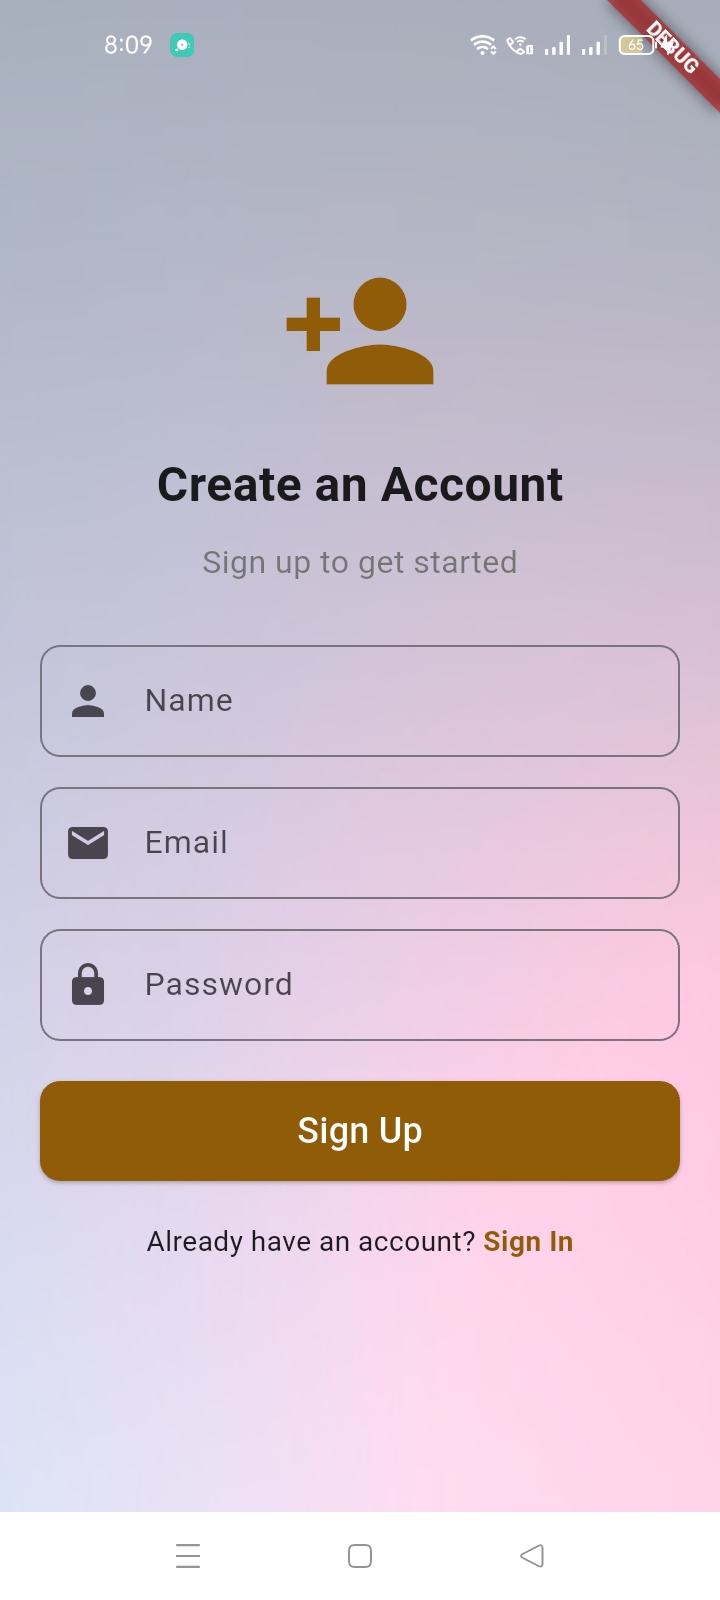 8:09
65
DEBUG
Create an Account
Sign up to get started
Name
Email
Password
Sign Up
Already have an account? Sign In